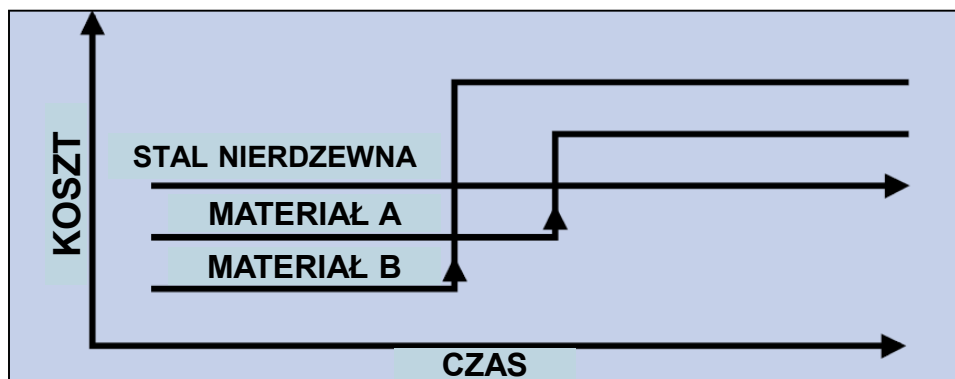 KOSZT
STAL NIERDZEWNA
MATERIAŁ A
MATERIAŁ B
CZAS